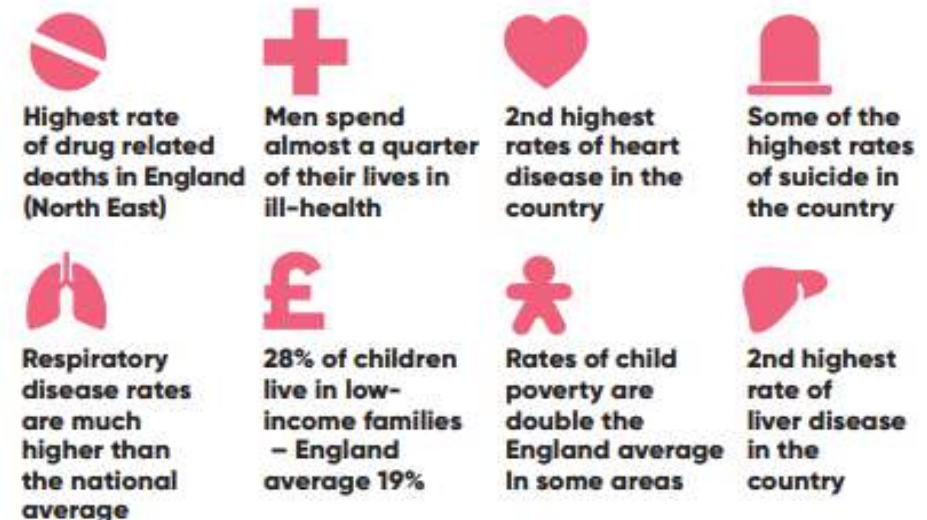 Highest rate
of drug related
deaths in England
(North East)
Men spend
almost a quarter
of their lives in
ill-health
2nd highest
rates of heart
disease in the
country
Some of the
highest rates
of suicide in
the country
Respiratory
disease rates
are much
higher than
the national
average
28% of children
live in low-
income families
– England
average 19%
Rates of child
poverty are
double the
England average
In some areas
2nd highest
rate of
liver disease
in the
country